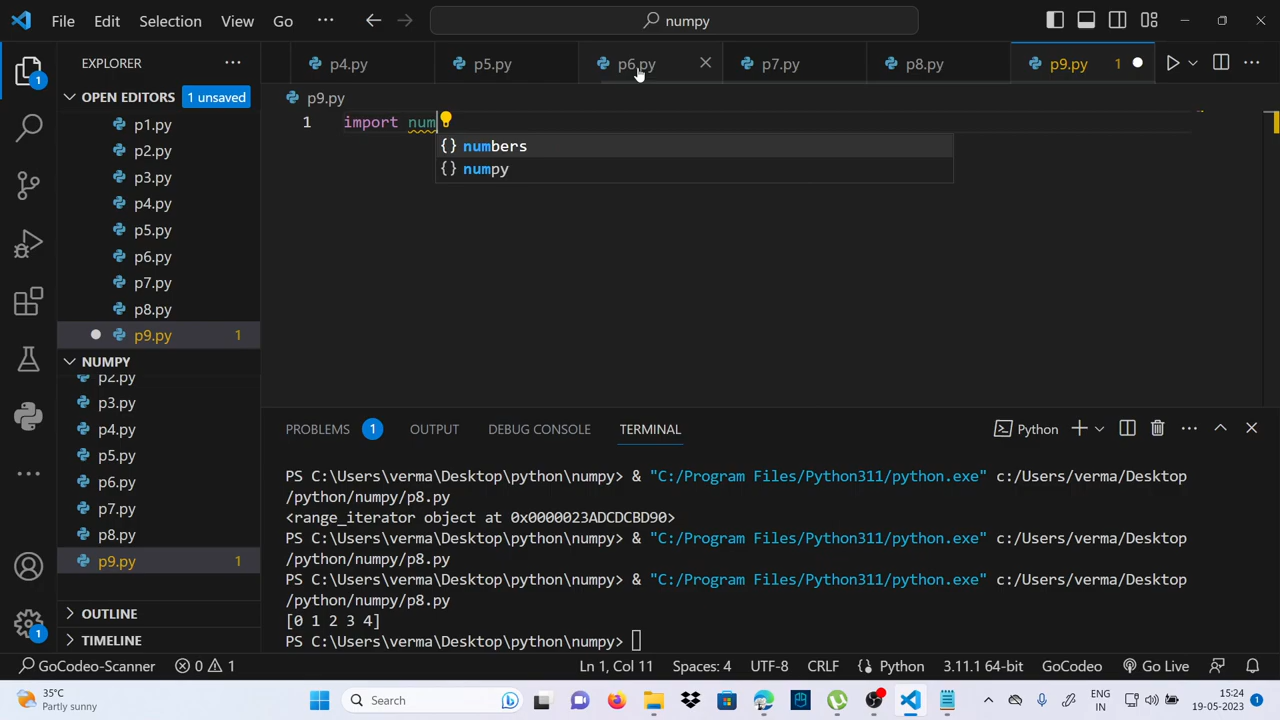 File Edit Selection View Go ··· numpy
EXPLORER ···
p4.py p5.py p6.py p7.py p8.py p9.py 1
OPEN EDITORS 1 unsaved
p9.py
p1.py
p2.py
p3.py
p4.py
p5.py
p6.py
p7.py
p8.py
p9.py 1
1 import num
{} numbers
{} numpy
NUMPY
p2.py
p3.py
p4.py
p5.py
p6.py
p7.py
p8.py
p9.py 1
OUTLINE
TIMELINE
1
1
PROBLEMS 1 OUTPUT DEBUG CONSOLE TERMINAL Python
PS C:\Users\verma\Desktop\python\numpy> & "C:/Program Files/Python311/python.exe" c:/Users/verma/Desktop
/python/numpy/p8.py
<range_iterator object at 0x0000023ADCDCBD90>
PS C:\Users\verma\Desktop\python\numpy> & "C:/Program Files/Python311/python.exe" c:/Users/verma/Desktop
/python/numpy/p8.py
PS C:\Users\verma\Desktop\python\numpy> & "C:/Program Files/Python311/python.exe" c:/Users/verma/Desktop
/python/numpy/p8.py
[0 1 2 3 4]
PS C:\Users\verma\Desktop\python\numpy>
GoCodeo-Scanner 0 1 Ln 1, Col 11 Spaces: 4 UTF-8 CRLF Python 3.11.1 64-bit GoCodeo Go Live
35°C
Partly sunny
Search
ENG
IN
15:24
19-05-2023
1